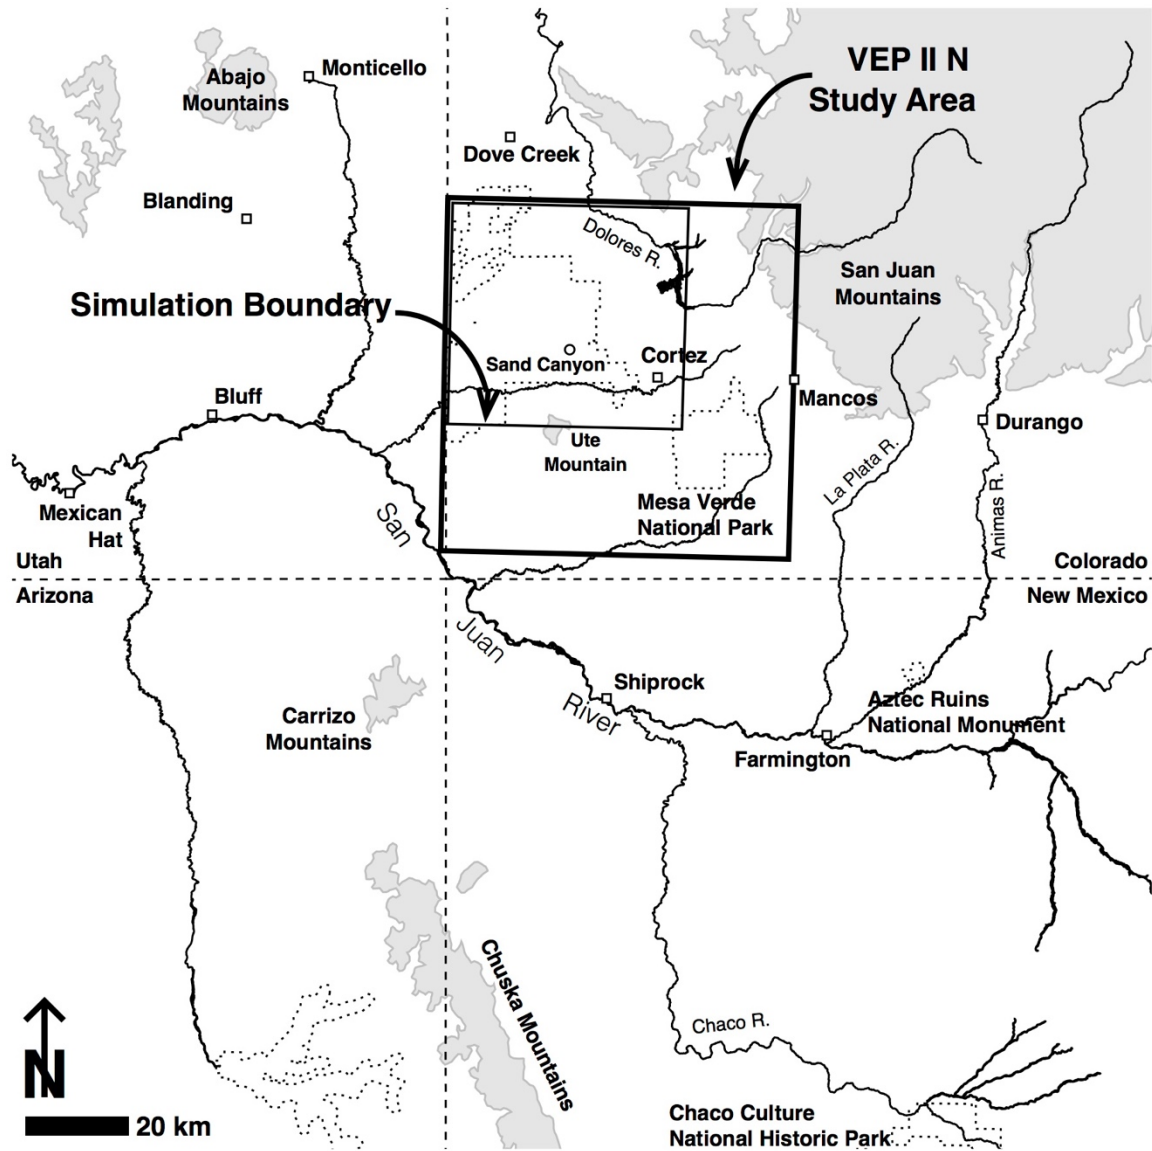 VEP II N
Study Area
Abajo
Mountains
Monticello
Dove Creek
Blanding
Dolores R.
San Juan
Mountains
Simulation Boundary
Sand Canyon
Cortez
Mancos
Bluff
Durango
Ute
Mountain
La Plata R.
Mesa Verde
National Park
Animas R.
Mexican
Hat
San
Juan
River
Utah
Arizona
Colorado
New Mexico
Shiprock
Aztec Ruins
National Monument
Carrizo
Mountains
Farmington
Chuska Mountains
Chaco R.
N
20 km
Chaco Culture
National Historic Park